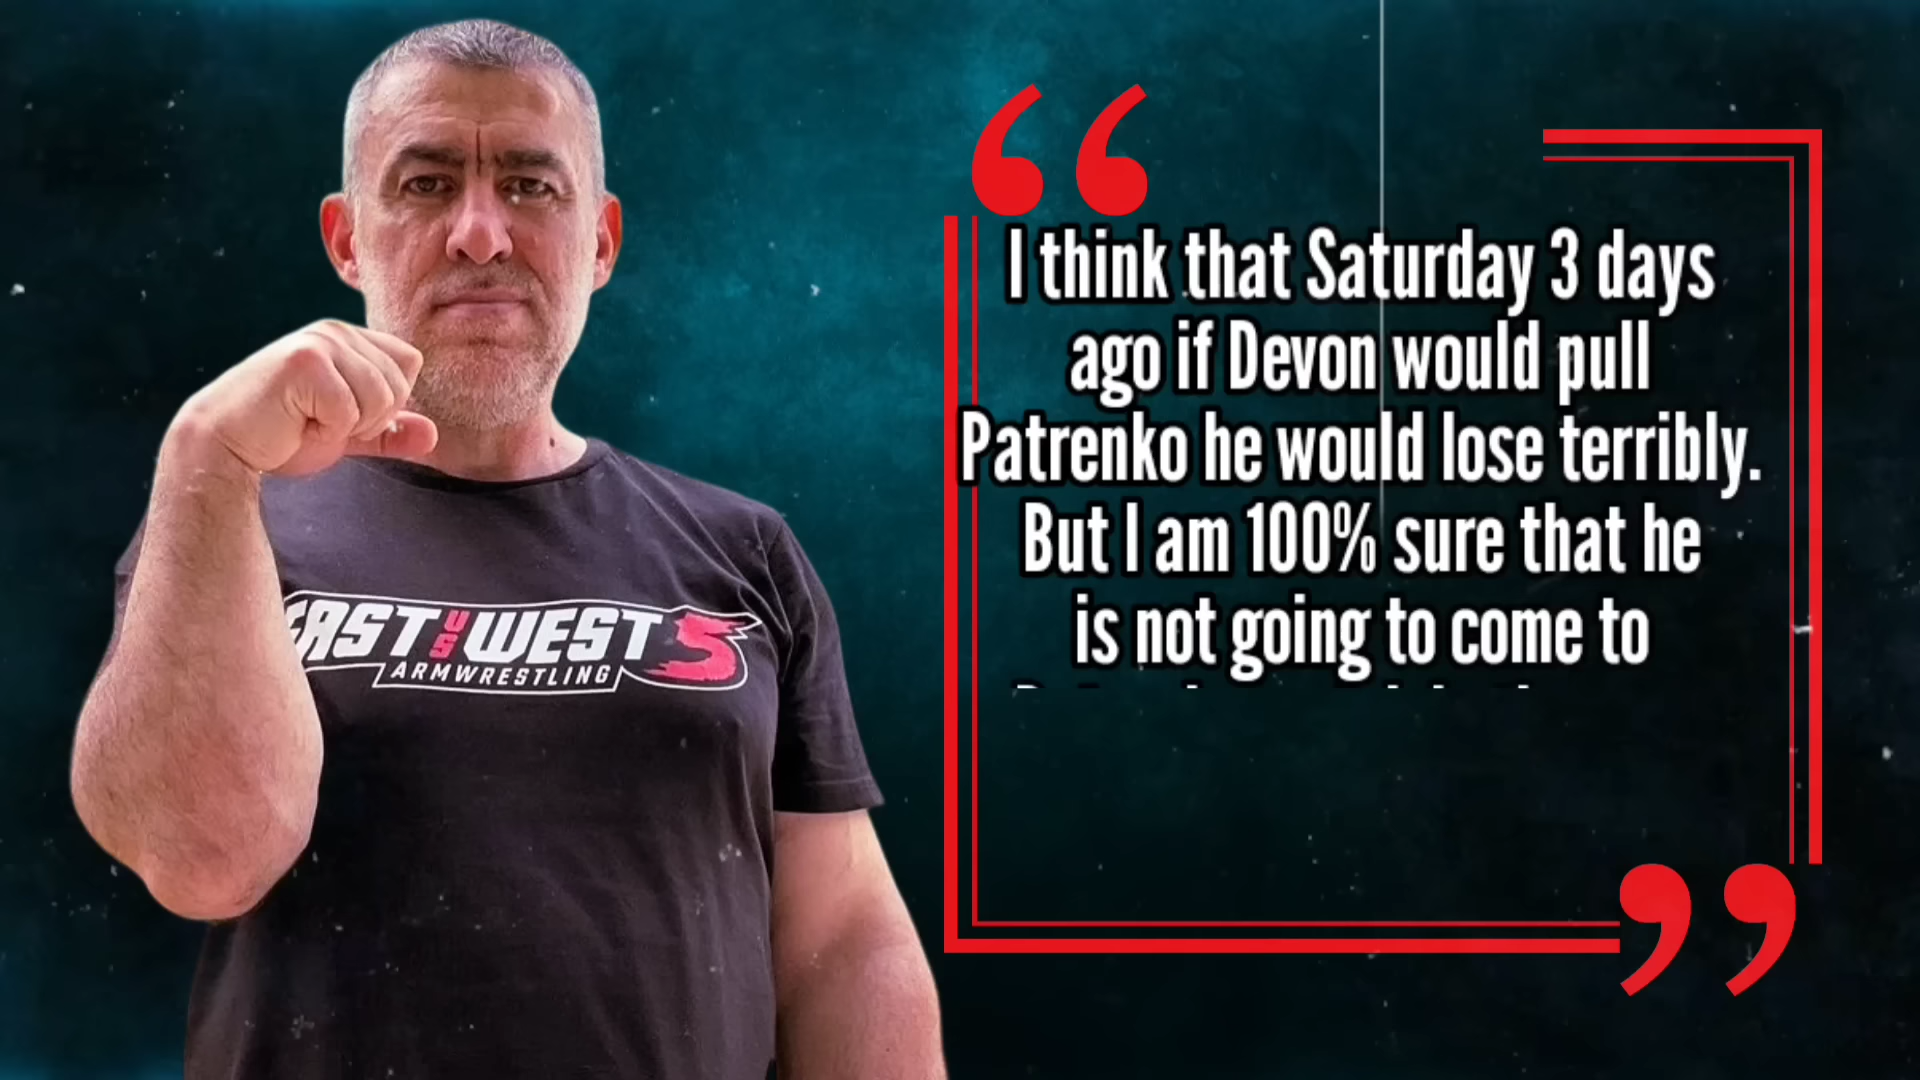 I think that Saturday 3 days
ago if Devon would pull
Patrenko he would lose terribly.
But I am 100% sure that he
is not going to come to
EAST VS WEST 5
ARMWRESTLING